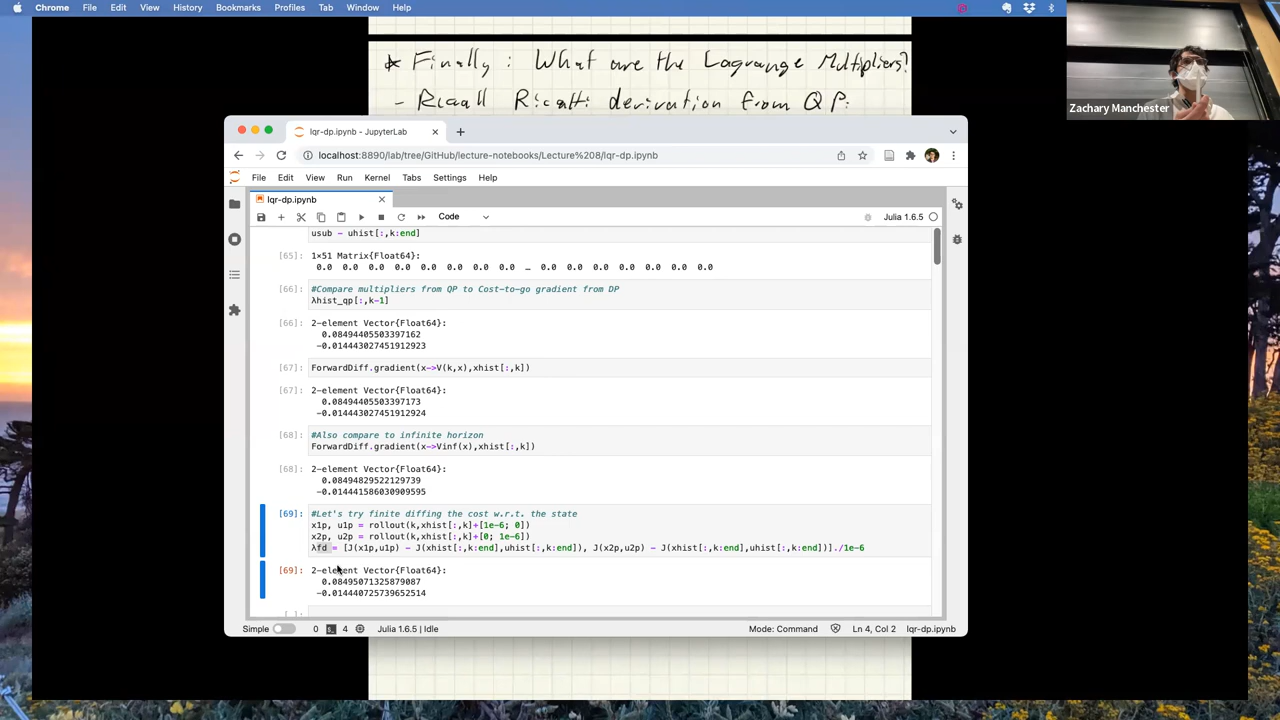 Chrome File Edit View History Bookmarks Profiles Tab Window Help
* Finally : What are the Lagrange Multipliers?
- Recall Ricatti derivation from QP:
Zachary Manchester
lqr-dp.ipynb - JupyterLab
localhost:8890/lab/tree/GitHub/lecture-notebooks/Lecture%208/lqr-dp.ipynb
File Edit View Run Kernel Tabs Settings Help
lqr-dp.ipynb
Code
Julia 1.6.5
usub - uhist[:,k:end]
[65]: 1×51 Matrix{Float64}:
0.0 0.0 0.0 0.0 0.0 0.0 0.0 0.0 … 0.0 0.0 0.0 0.0 0.0 0.0 0.0
[66]: #Compare multipliers from QP to Cost-to-go gradient from DP
λhist_qp[:,k-1]
[66]: 2-element Vector{Float64}:
0.08494405503397162
-0.014443027451912923
[67]: ForwardDiff.gradient(x->V(k,x),xhist[:,k])
[67]: 2-element Vector{Float64}:
0.08494405503397173
-0.014443027451912924
[68]: #Also compare to infinite horizon
ForwardDiff.gradient(x->Vinf(x),xhist[:,k])
[68]: 2-element Vector{Float64}:
0.08494829522129739
-0.014441586030909595
[69]: #Let's try finite diffing the cost w.r.t. the state
x1p, u1p = rollout(k,xhist[:,k]+[1e-6; 0])
x2p, u2p = rollout(k,xhist[:,k]+[0; 1e-6])
λfd = [J(x1p,u1p) - J(xhist[:,k:end],uhist[:,k:end]), J(x2p,u2p) - J(xhist[:,k:end],uhist[:,k:end])]./1e-6
[69]: 2-element Vector{Float64}:
0.08495071325879087
-0.014440725739652514
[ ]:
Simple 0 4 Julia 1.6.5 | Idle Mode: Command Ln 4, Col 2 lqr-dp.ipynb